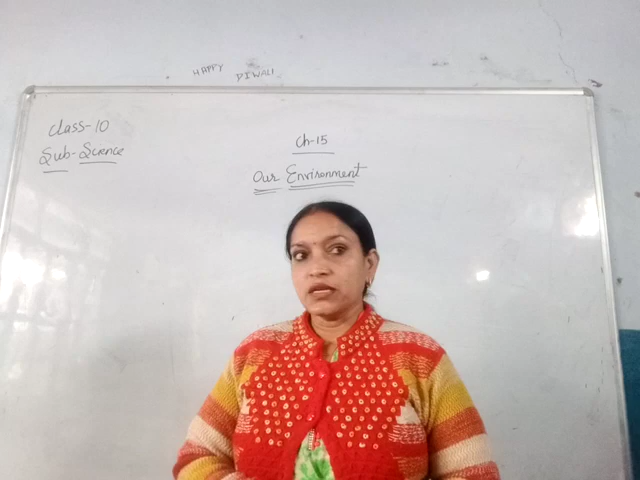 HAPPY DIWALI
Class-10
Sub- Science
Ch-15
Our Environment